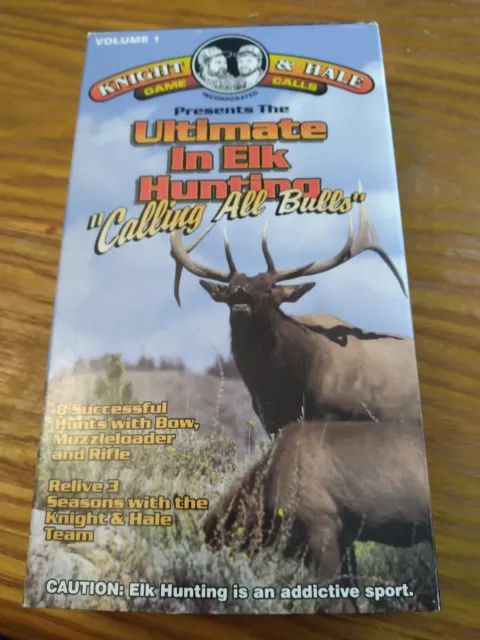 VOLUME 1
KNIGHT & HALE
GAME CALLS
INCORPORATED
Presents The
Ultimate
In Elk
Hunting
"Calling All Bulls"
8 Successful
Hunts with Bow,
Muzzleloader
and Rifle
Relive 3
Seasons with the
Knight & Hale
Team
CAUTION: Elk Hunting is an addictive sport.